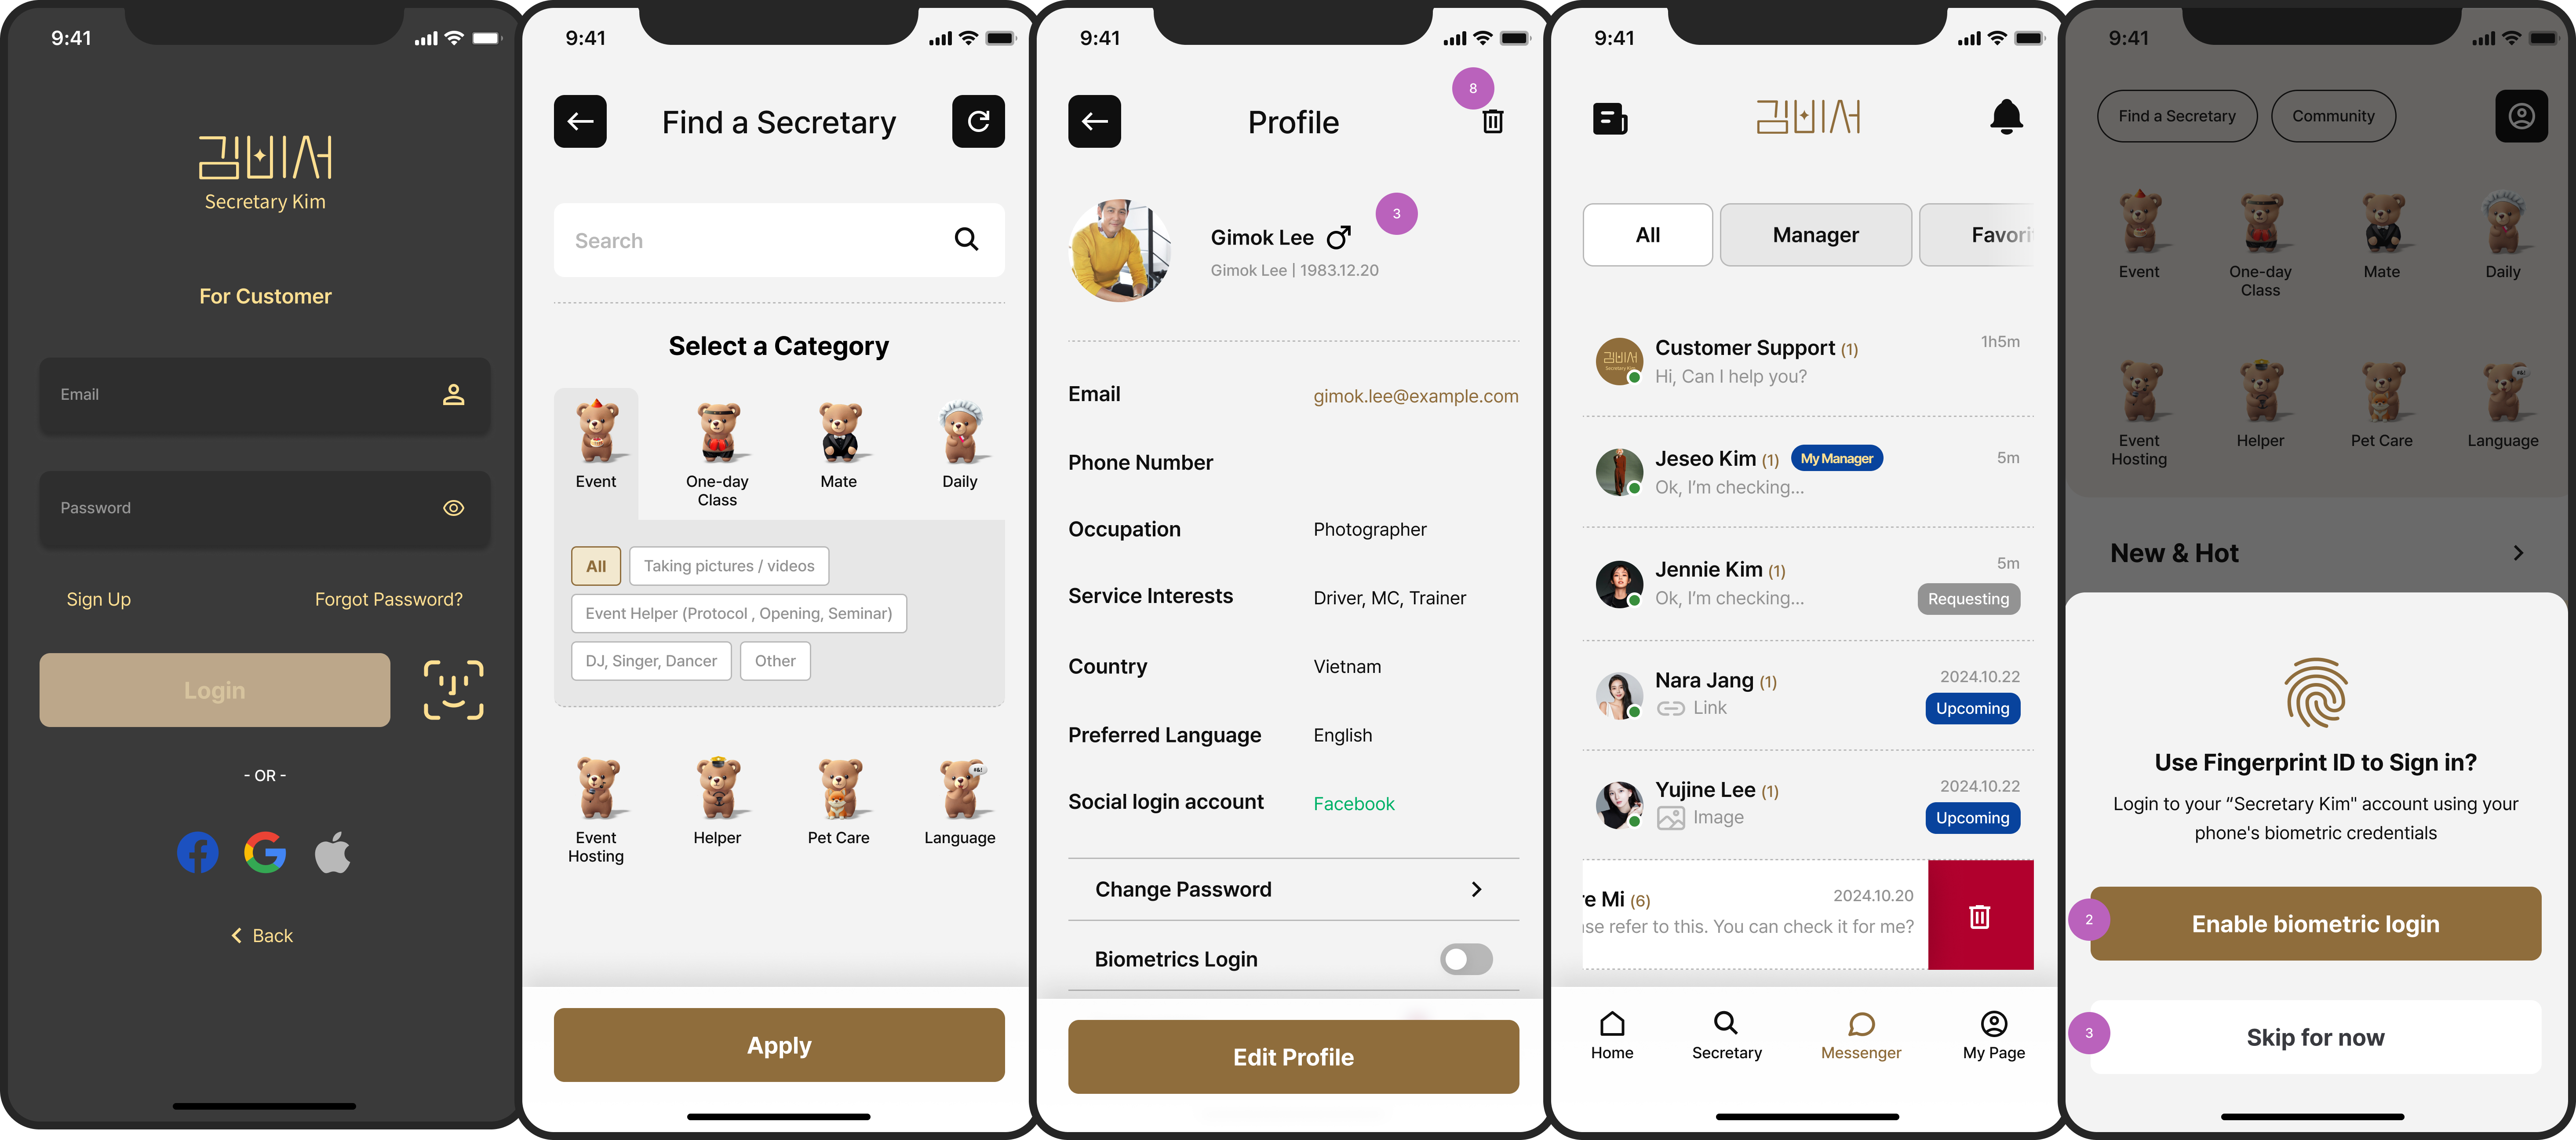 9:41
김비서
Secretary Kim
For Customer
Email
Password
Sign Up
Forgot Password?
Login
- OR -
Back
9:41
Find a Secretary
Search
Select a Category
Event
One-day
Class
Mate
Daily
All
Taking pictures / videos
Event Helper (Protocol , Opening, Seminar)
DJ, Singer, Dancer
Other
Event
Hosting
Helper
Pet Care
Language
Apply
9:41
8
Profile
3
Gimok Lee
Gimok Lee | 1983.12.20
Email
gimok.lee@example.com
Phone Number
Occupation
Photographer
Service Interests
Driver, MC, Trainer
Country
Vietnam
Preferred Language
English
Social login account
Facebook
Change Password
Biometrics Login
Edit Profile
9:41
김비서
All
Manager
Favori
김비서
Customer Support (1)
1h5m
Hi, Can I help you?
Jeseo Kim (1)
My Manager
5m
Ok, I'm checking...
Jennie Kim (1)
5m
Ok, I'm checking...
Requesting
Nara Jang (1)
2024.10.22
Link
Upcoming
Yujine Lee (1)
2024.10.22
Image
Upcoming
re Mi (6)
2024.10.20
ase refer to this. You can check it for me?
Home
Secretary
Messenger
My Page
9:41
Find a Secretary
Community
Event
One-day
Class
Mate
Daily
Event
Hosting
Helper
Pet Care
Language
New & Hot
Use Fingerprint ID to Sign in?
Login to your “Secretary Kim" account using your
phone's biometric credentials
2
Enable biometric login
3
Skip for now